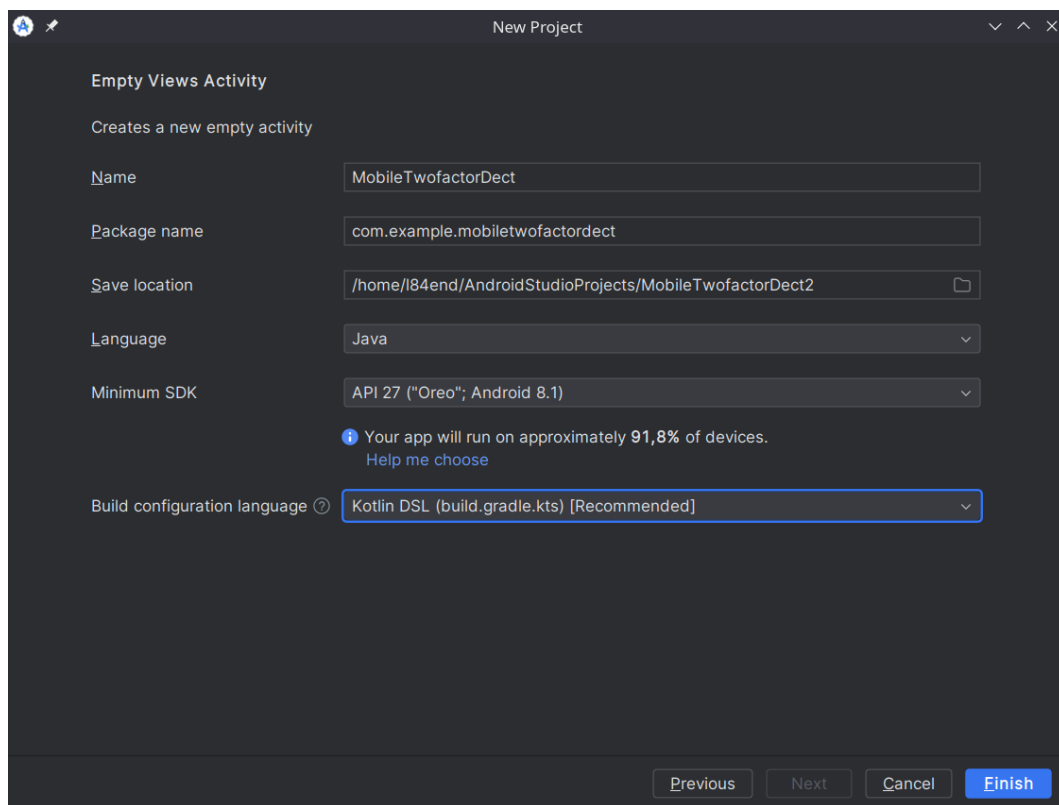 New Project
Empty Views Activity
Creates a new empty activity
Name MobileTwofactorDect
Package name com.example.mobiletwofactordect
Save location /home/l84end/AndroidStudioProjects/MobileTwofactorDect2
Language Java
Minimum SDK API 27 ("Oreo"; Android 8.1)
Your app will run on approximately 91,8% of devices.
Help me choose
Build configuration language Kotlin DSL (build.gradle.kts) [Recommended]
Previous Next Cancel Finish